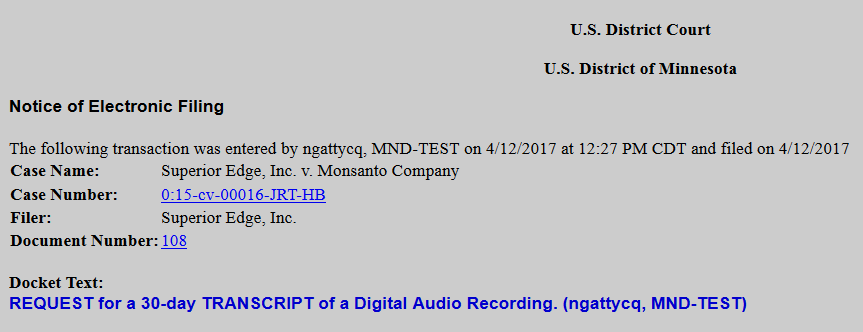 U.S. District Court
U.S. District of Minnesota
Notice of Electronic Filing
The following transaction was entered by ngattycq, MND-TEST on 4/12/2017 at 12:27 PM CDT and filed on 4/12/2017
Case Name: Superior Edge, Inc. v. Monsanto Company
Case Number: 0:15-cv-00016-JRT-HB
Filer: Superior Edge, Inc.
Document Number: 108
Docket Text:
REQUEST for a 30-day TRANSCRIPT of a Digital Audio Recording. (ngattycq, MND-TEST)